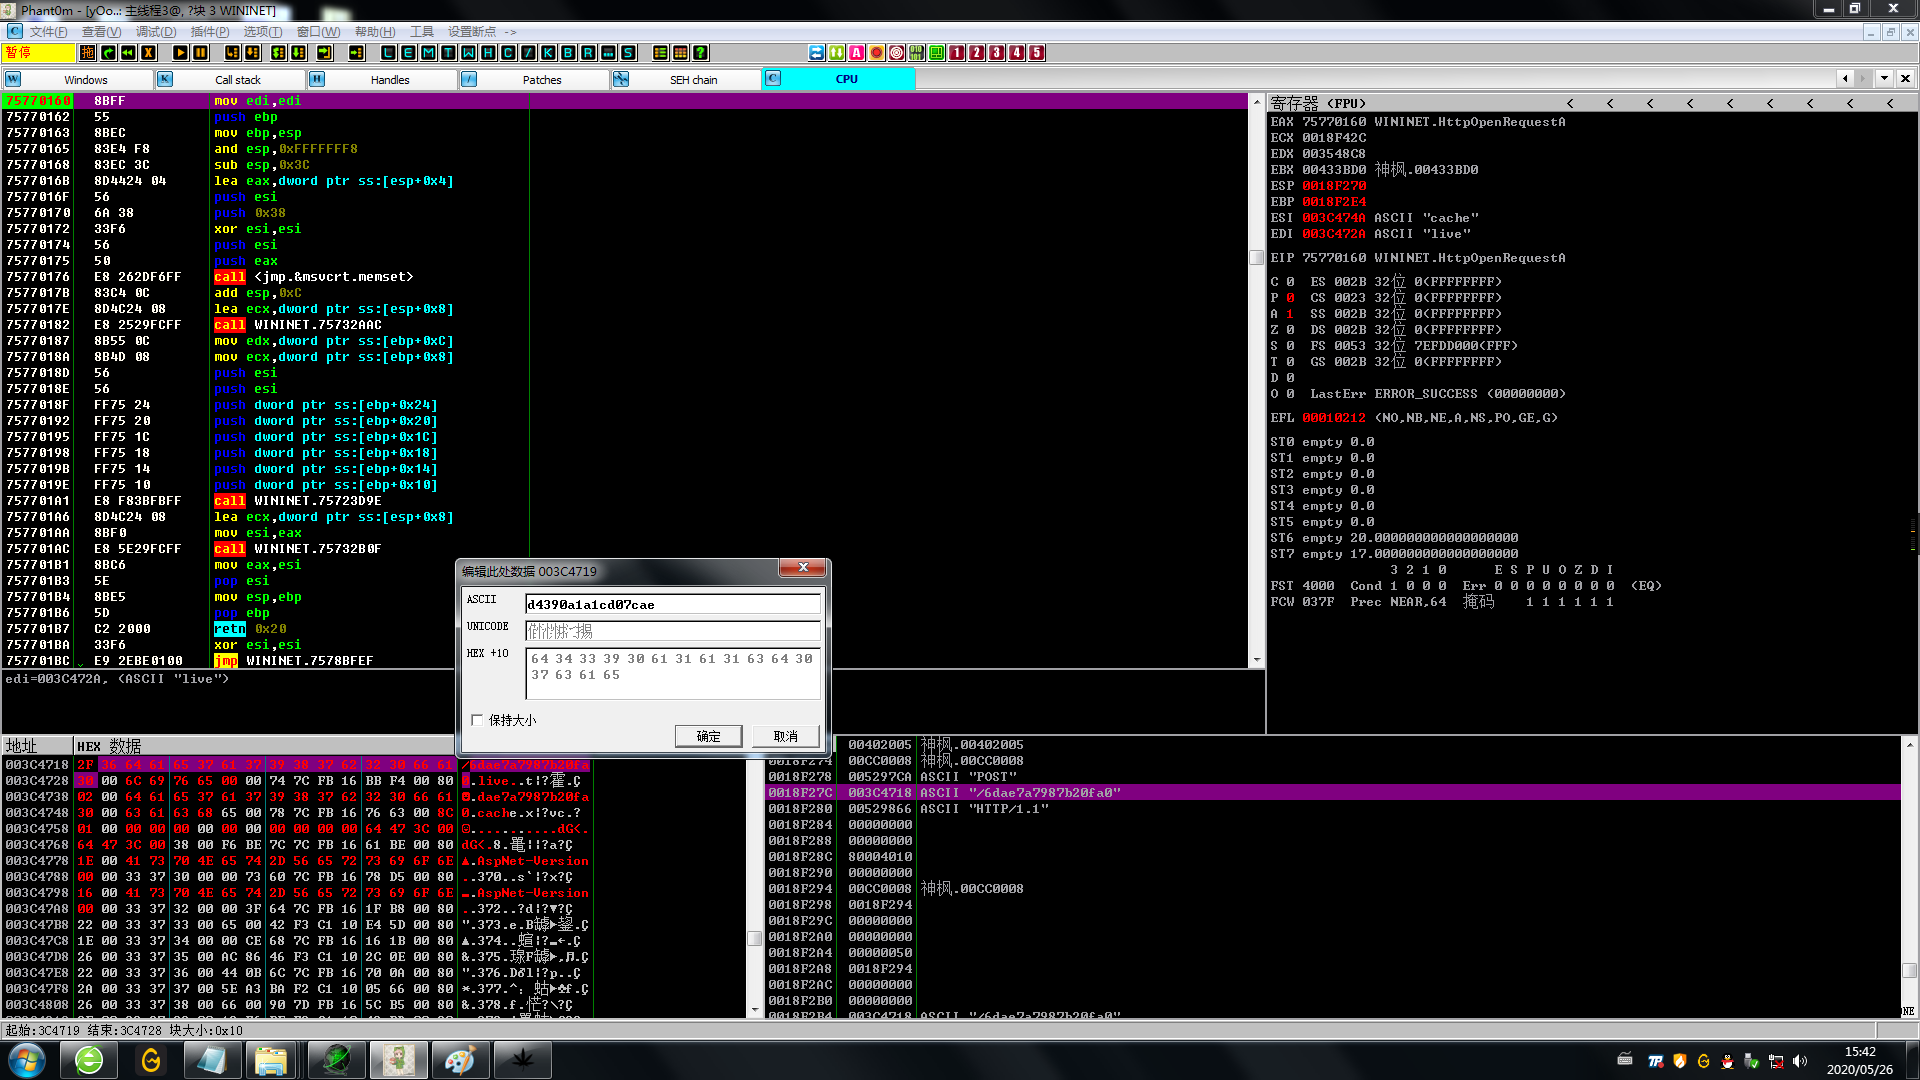 Phant0m - [yOo..: 主线程3@, ?块 3 WININET]
文件(F) 查看(V) 调试(D) 插件(P) 选项(T) 窗口(W) 帮助(H) 工具 设置断点 ->
暂停
L E M T W H C / K B R ... S
1 2 3 4 5
Windows Call stack Handles Patches SEH chain CPU
75770160 8BFF mov edi,edi
75770162 55 push ebp
75770163 8BEC mov ebp,esp
75770165 83E4 F8 and esp,0xFFFFFFF8
75770168 83EC 3C sub esp,0x3C
7577016B 8D4424 04 lea eax,dword ptr ss:[esp+0x4]
7577016F 56 push esi
75770170 6A 38 push 0x38
75770172 33F6 xor esi,esi
75770174 56 push esi
75770175 50 push eax
75770176 E8 262DF6FF call <jmp.&msvcrt.memset>
7577017B 83C4 0C add esp,0xC
7577017E 8D4C24 08 lea ecx,dword ptr ss:[esp+0x8]
75770182 E8 2529FCFF call WININET.75732AAC
75770187 8B55 0C mov edx,dword ptr ss:[ebp+0xC]
7577018A 8B4D 08 mov ecx,dword ptr ss:[ebp+0x8]
7577018D 56 push esi
7577018E 56 push esi
7577018F FF75 24 push dword ptr ss:[ebp+0x24]
75770192 FF75 20 push dword ptr ss:[ebp+0x20]
75770195 FF75 1C push dword ptr ss:[ebp+0x1C]
75770198 FF75 18 push dword ptr ss:[ebp+0x18]
7577019B FF75 14 push dword ptr ss:[ebp+0x14]
7577019E FF75 10 push dword ptr ss:[ebp+0x10]
757701A1 E8 F83BFBFF call WININET.75723D9E
757701A6 8D4C24 08 lea ecx,dword ptr ss:[esp+0x8]
757701AA 8BF0 mov esi,eax
757701AC E8 5E29FCFF call WININET.75732B0F
757701B1 8BC6 mov eax,esi
757701B3 5E pop esi
757701B4 8BE5 mov esp,ebp
757701B6 5D pop ebp
757701B7 C2 2000 retn 0x20
757701BA 33F6 xor esi,esi
757701BC E9 2EBE0100 jmp WININET.7578BFEF
edi=003C472A, (ASCII "live")
寄存器 (FPU) < < < < < < < < <
EAX 75770160 WININET.HttpOpenRequestA
ECX 0018F42C
EDX 003548C8
EBX 00433BD0 神枫.00433BD0
ESP 0018F270
EBP 0018F2E4
ESI 003C474A ASCII "cache"
EDI 003C472A ASCII "live"
EIP 75770160 WININET.HttpOpenRequestA
C 0 ES 002B 32位 0(FFFFFFFF)
P 0 CS 0023 32位 0(FFFFFFFF)
A 1 SS 002B 32位 0(FFFFFFFF)
Z 0 DS 002B 32位 0(FFFFFFFF)
S 0 FS 0053 32位 7EFDD000(FFF)
T 0 GS 002B 32位 0(FFFFFFFF)
D 0
O 0 LastErr ERROR_SUCCESS (00000000)
EFL 00010212 (NO,NB,NE,A,NS,PO,GE,G)
ST0 empty 0.0
ST1 empty 0.0
ST2 empty 0.0
ST3 empty 0.0
ST4 empty 0.0
ST5 empty 0.0
ST6 empty 20.000000000000000000
ST7 empty 17.000000000000000000
3 2 1 0 E S P U O Z D I
FST 4000 Cond 1 0 0 0 Err 0 0 0 0 0 0 0 0 (EQ)
FCW 037F Prec NEAR,64 掩码 1 1 1 1 1 1
编辑此处数据 003C4719
ASCII d4390a1a1cd07cae
UNICODE
HEX +10 64 34 33 39 30 61 31 61 31 63 64 30
37 63 61 65
保持大小
确定 取消
地址 HEX 数据
003C4718 2F 36 64 61 65 37 61 37 39 38 37 62 32 30 66 61 /6dae7a7987b20fa
003C4728 30 00 6C 69 76 65 00 00 74 7C FB 16 BB F4 00 80 0.live..t|?霍.Ç
003C4738 02 00 64 61 65 37 61 37 39 38 37 62 32 30 66 61 .dae7a7987b20fa
003C4748 30 00 63 61 63 68 65 00 78 7C FB 16 76 63 00 8C 0.cache.x|?vc.?
003C4758 01 00 00 00 00 00 00 00 00 00 00 00 64 47 3C 00 ..........dG<.
003C4768 64 47 3C 00 38 00 F6 BE 7C 7C FB 16 61 BE 00 80 dG<.8.鼍||?a?Ç
003C4778 1E 00 41 73 70 4E 65 74 2D 56 65 72 73 69 6F 6E ▲.AspNet-Version
003C4788 00 00 33 37 30 00 00 73 60 7C FB 16 78 D5 00 80 ..370..s`|?x?Ç
003C4798 16 00 41 73 70 4E 65 74 2D 56 65 72 73 69 6F 6E .AspNet-Version
003C47A8 00 00 33 37 32 00 00 3F 64 7C FB 16 1F B8 00 80 ..372..?d|?▼?Ç
003C47B8 22 00 33 37 33 00 65 00 42 F3 C1 10 E4 5D 00 80 ".373.e.B罅►鋆.Ç
003C47C8 1E 00 33 37 34 00 00 CE 68 7C FB 16 16 1B 00 80 ▲.374..蝖|?▬←.Ç
003C47D8 26 00 33 37 35 00 AC 86 46 F3 C1 10 2C 0E 00 80 &.375.瑔F罅►,♫.Ç
003C47E8 22 00 33 37 36 00 44 0B 6C 7C FB 16 70 0A 00 80 ".376.D♂l|?p..Ç
003C47F8 2A 00 33 37 37 00 5E A3 BA F2 C1 10 05 66 00 80 *.377.^：蛄►♣f.Ç
003C4808 26 00 33 37 38 00 66 00 90 7D FB 16 5C B5 00 80 &.378.f.恾?\?Ç
00402005 神枫.00402005
0018F274 00CC0008 神枫.00CC0008
0018F278 005297CA ASCII "POST"
0018F27C 003C4718 ASCII "/6dae7a7987b20fa0"
0018F280 00529866 ASCII "HTTP/1.1"
0018F284 00000000
0018F288 00000000
0018F28C 80004010
0018F290 00000000
0018F294 00CC0008 神枫.00CC0008
0018F298 0018F294
0018F29C 00000000
0018F2A0 00000000
0018F2A4 00000050
0018F2A8 0018F294
0018F2AC 00000000
0018F2B0 00000000
0018F2B4 003C4718 ASCII "/6dae7a7987b20fa0"
起始:3C4719 结束:3C4728 块大小:0x10
15:42
2020/05/26